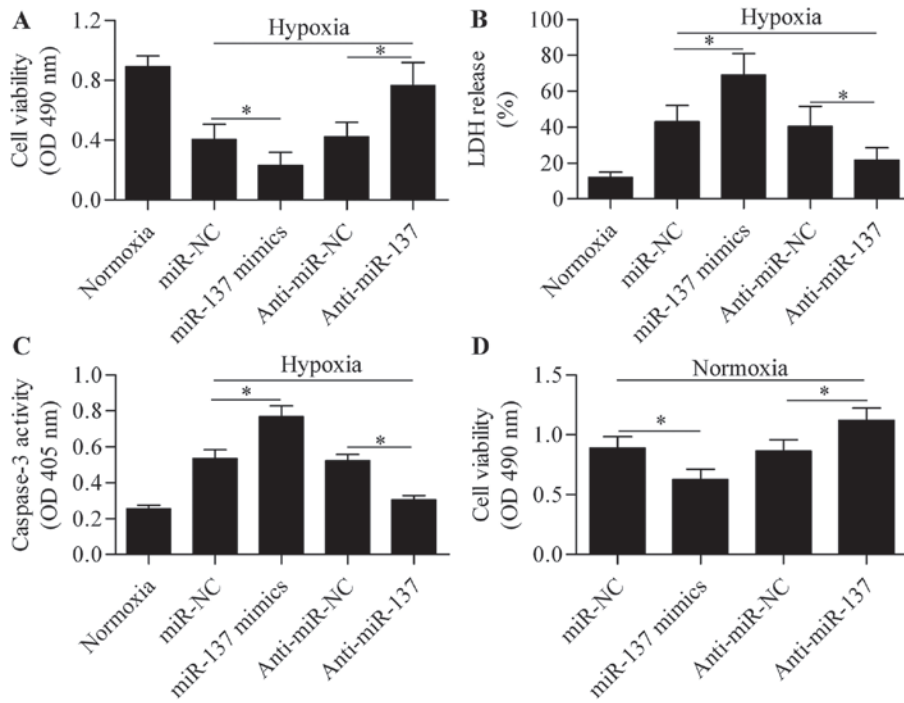 A
Cell viability
(OD 490 nm)
1.2
0.8
0.4
0.0
Hypoxia
*
*
Normoxia
miR-NC
miR-137 mimics
Anti-miR-NC
Anti-miR-137
B
LDH release
(%)
100
80
60
40
20
0
Hypoxia
*
*
Normoxia
miR-NC
miR-137 mimics
Anti-miR-NC
Anti-miR-137
C
Caspase-3 activity
(OD 405 nm)
1.0
0.8
0.6
0.4
0.2
0.0
Hypoxia
*
*
Normoxia
miR-NC
miR-137 mimics
Anti-miR-NC
Anti-miR-137
D
Cell viability
(OD 490 nm)
1.5
1.0
0.5
0.0
Normoxia
*
*
miR-NC
miR-137 mimics
Anti-miR-NC
Anti-miR-137